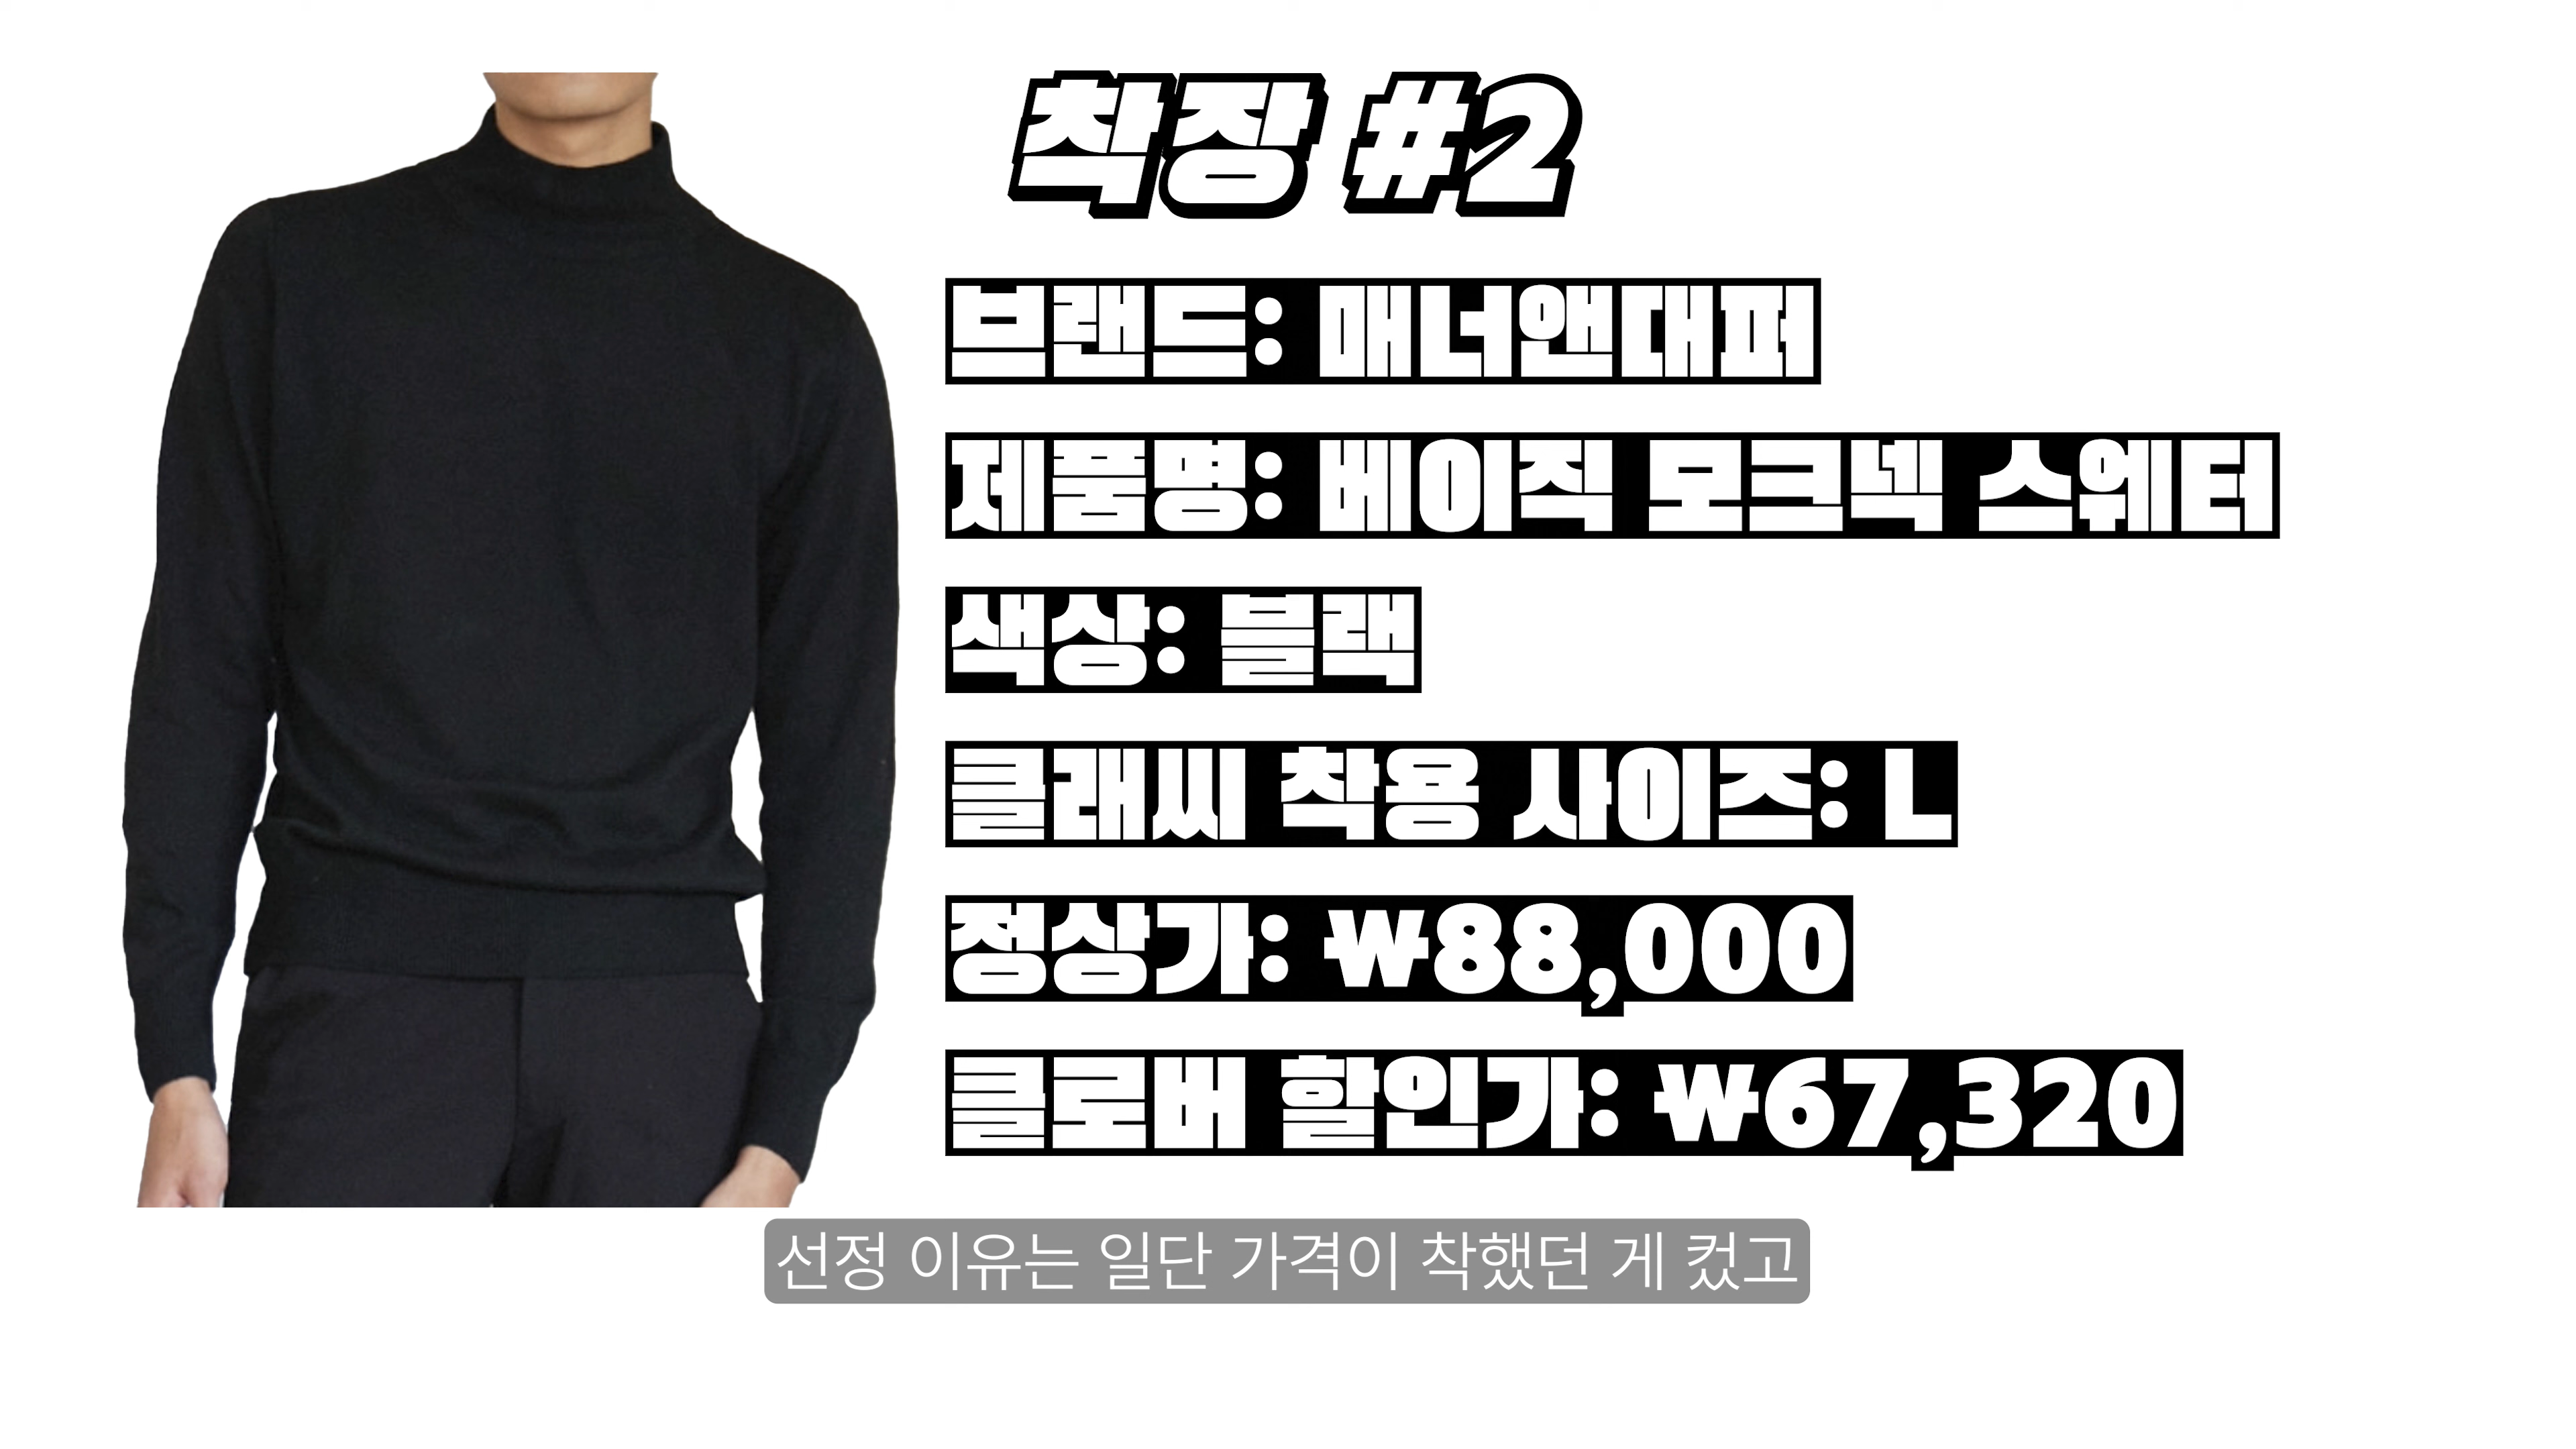 착장 #2
브랜드: 매너앤대퍼
제품명: 베이직 모크넥 스웨터
색상: 블랙
클래씨 착용 사이즈: L
정상가: ₩88,000
클로버 할인가: ₩67,320
선정 이유는 일단 가격이 착했던 게 컸고